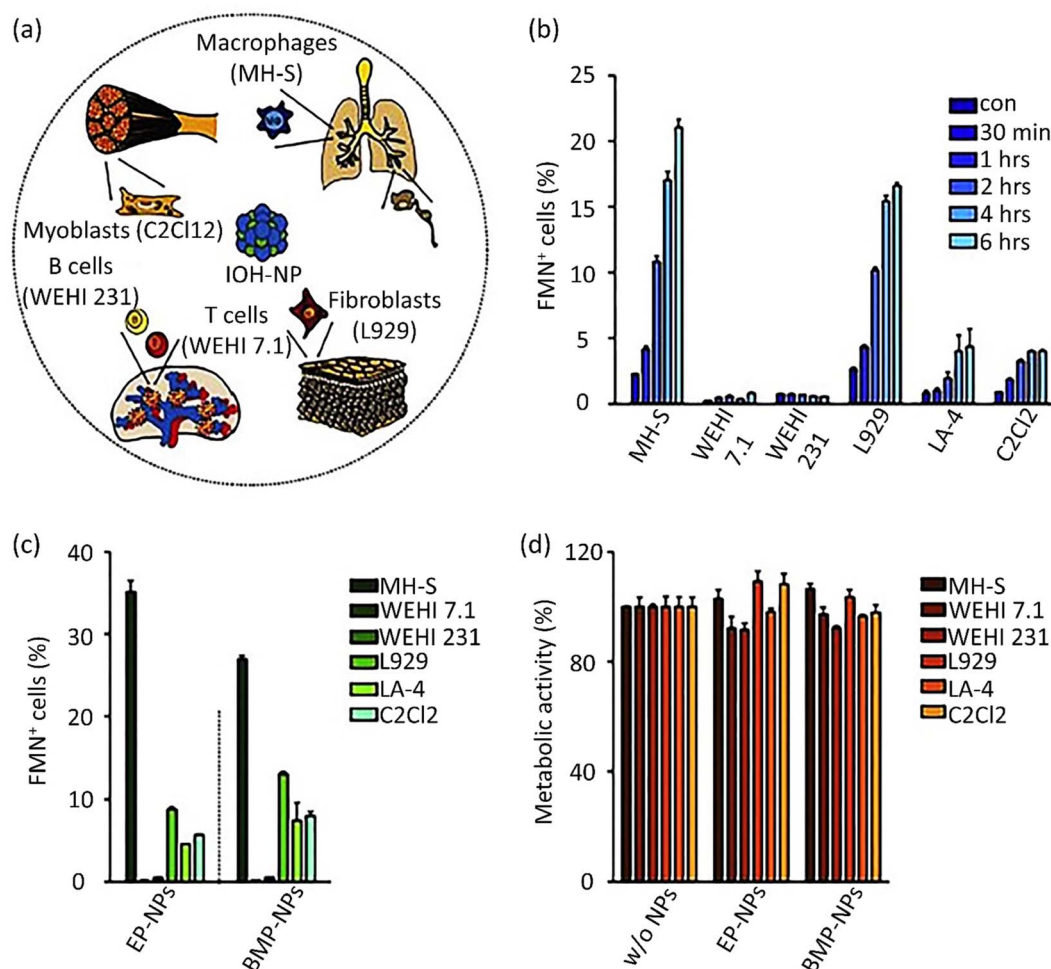 (a)
Macrophages
(MH-S)
Myoblasts (C2Cl12)
IOH-NP
B cells
(WEHI 231)
T cells
(WEHI 7.1)
Fibroblasts
(L929)
(b)
FMN+ cells (%)
25
20
15
10
5
0
con
30 min
1 hrs
2 hrs
4 hrs
6 hrs
MH-S
WEHI
7.1
WEHI
231
L929
LA-4
C2Cl2
(c)
FMN+ cells (%)
40
30
20
10
0
MH-S
WEHI 7.1
WEHI 231
L929
LA-4
C2Cl2
EP-NPs
BMP-NPs
(d)
Metabolic activity (%)
120
80
40
0
MH-S
WEHI 7.1
WEHI 231
L929
LA-4
C2Cl2
w/o NPs
EP-NPs
BMP-NPs